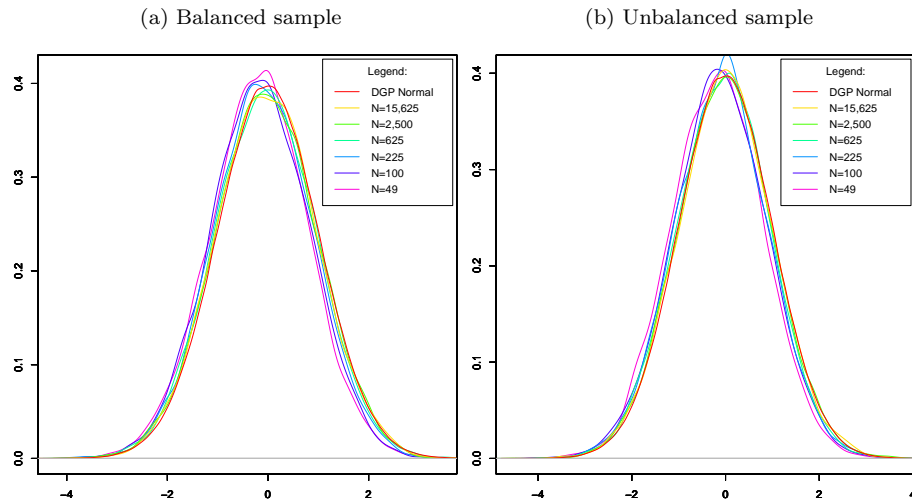 (a) Balanced sample
Legend:
DGP Normal
N=15,625
N=2,500
N=625
N=225
N=100
N=49
0.4
0.3
0.2
0.1
0.0
−4
−2
0
2
(b) Unbalanced sample
Legend:
DGP Normal
N=15,625
N=2,500
N=625
N=225
N=100
N=49
0.4
0.3
0.2
0.1
0.0
−4
−2
0
2
4